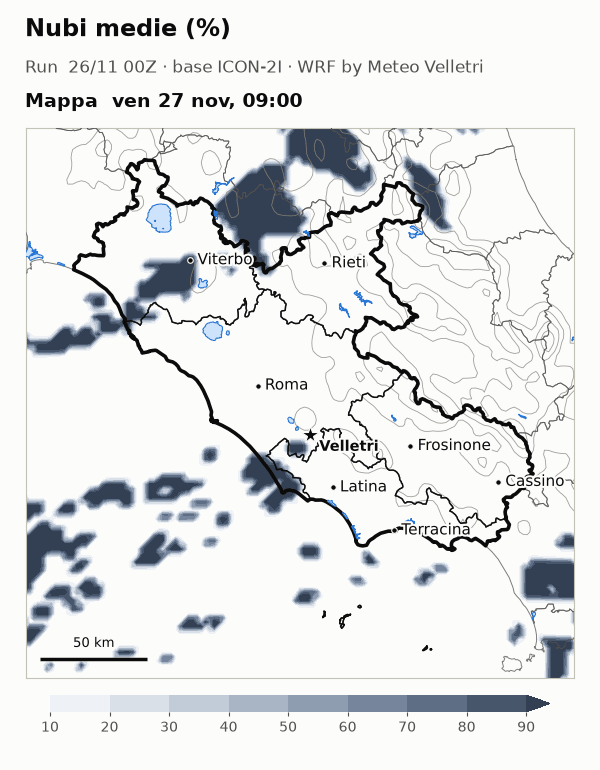 Nubi medie (%)
Run  26/11 00Z · base ICON-2I · WRF by Meteo Velletri
Mappa  ven 27 nov, 09:00
Viterbo
Rieti
Roma
Velletri
Frosinone
Cassino
Latina
Terracina
50 km
10 20 30 40 50 60 70 80 90